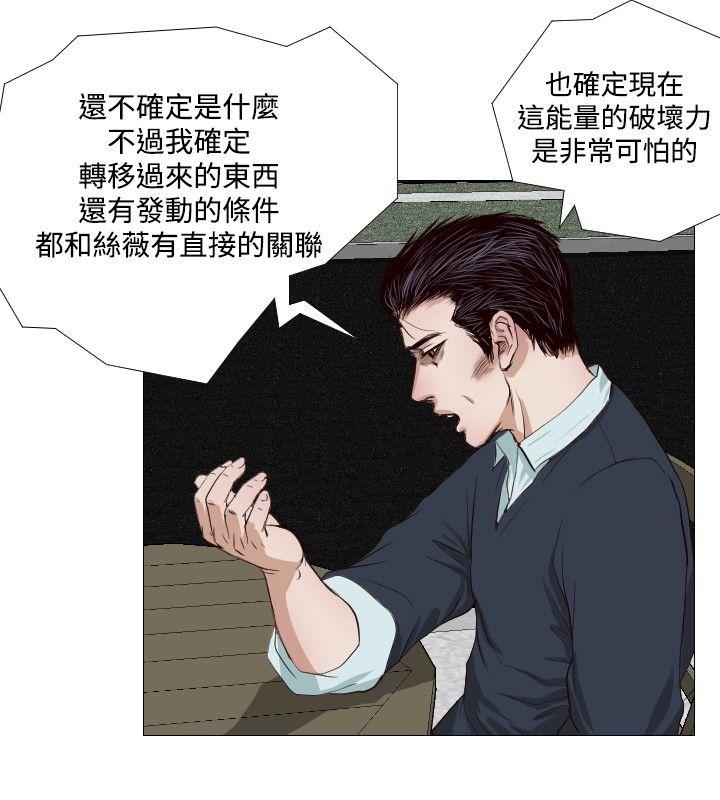 還不確定是什麼
不過我確定
轉移過來的東西
還有發動的條件
都和絲薇有直接的關聯
也確定現在
這能量的破壞力
是非常可怕的